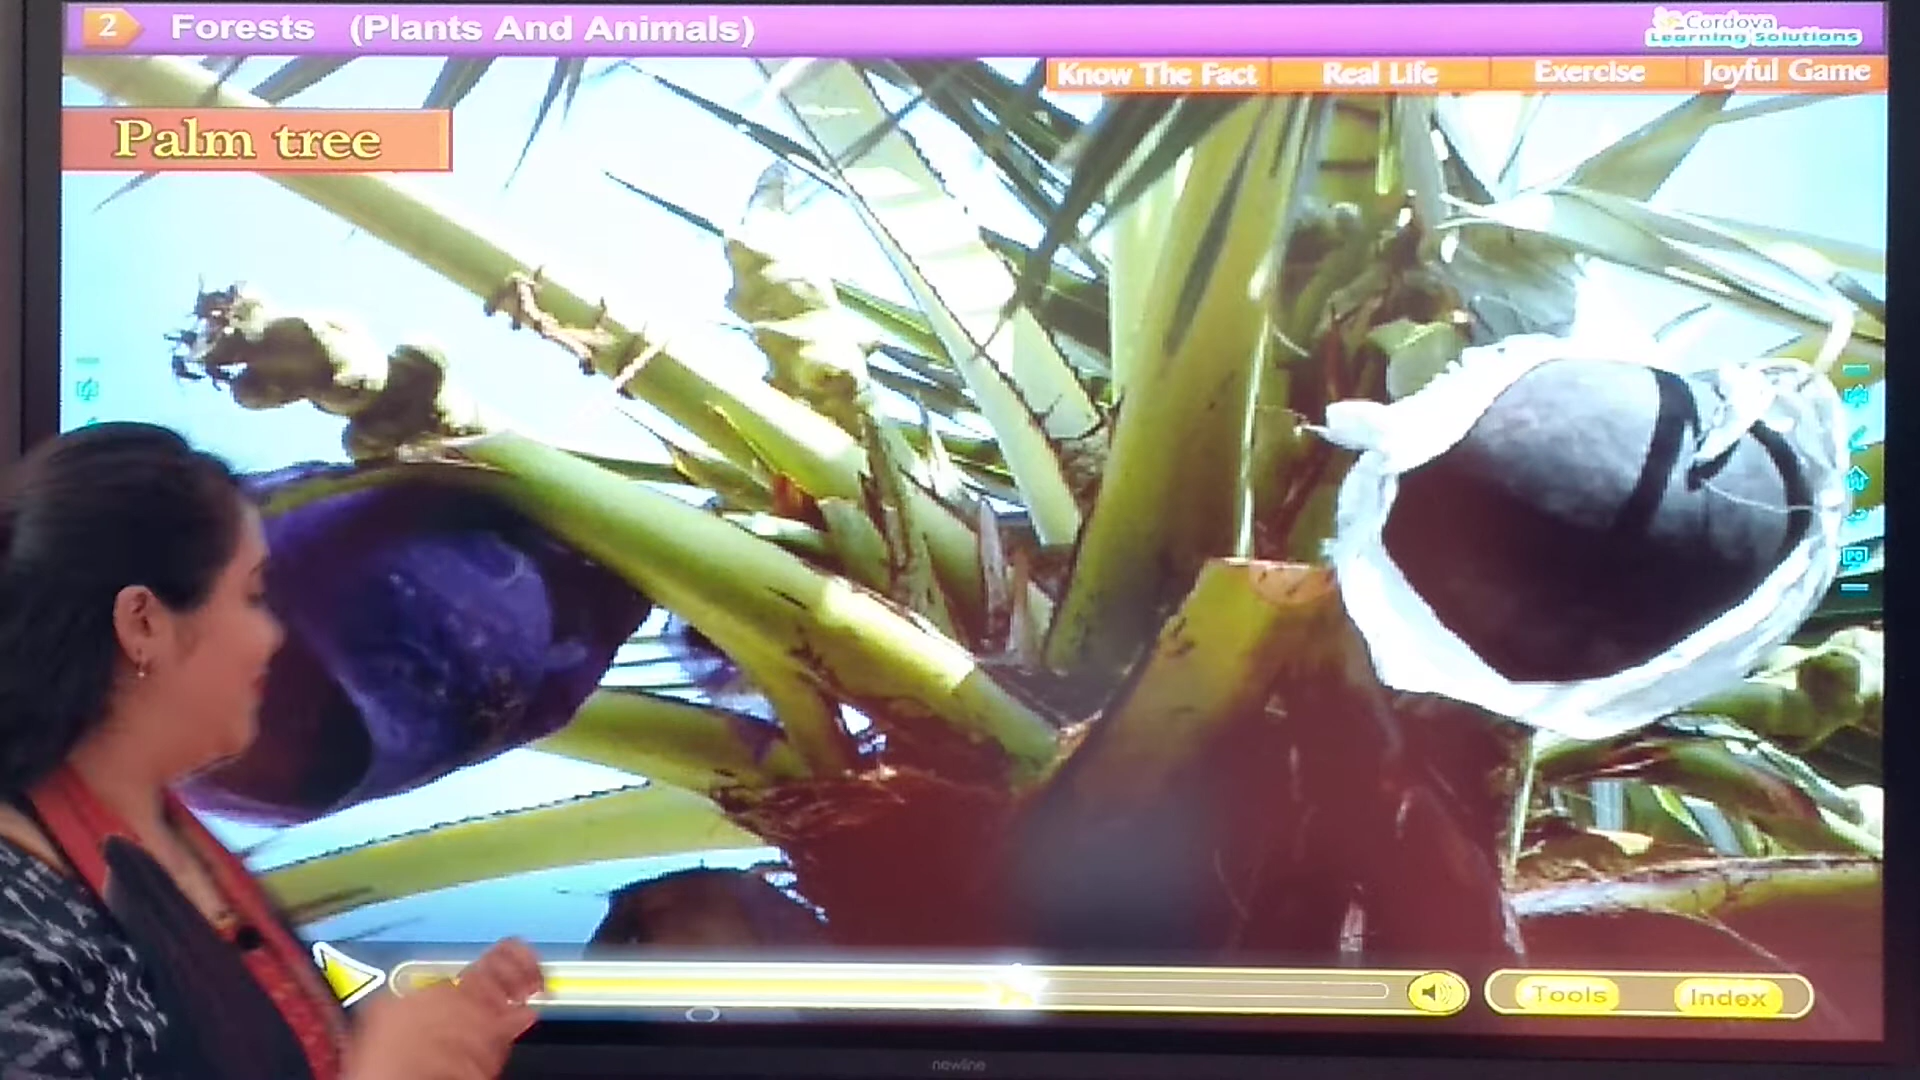 2 Forests (Plants And Animals)
Cordova
Learning Solutions
Know The Fact Real Life Exercise Joyful Game
Palm tree
Tools Index
newline